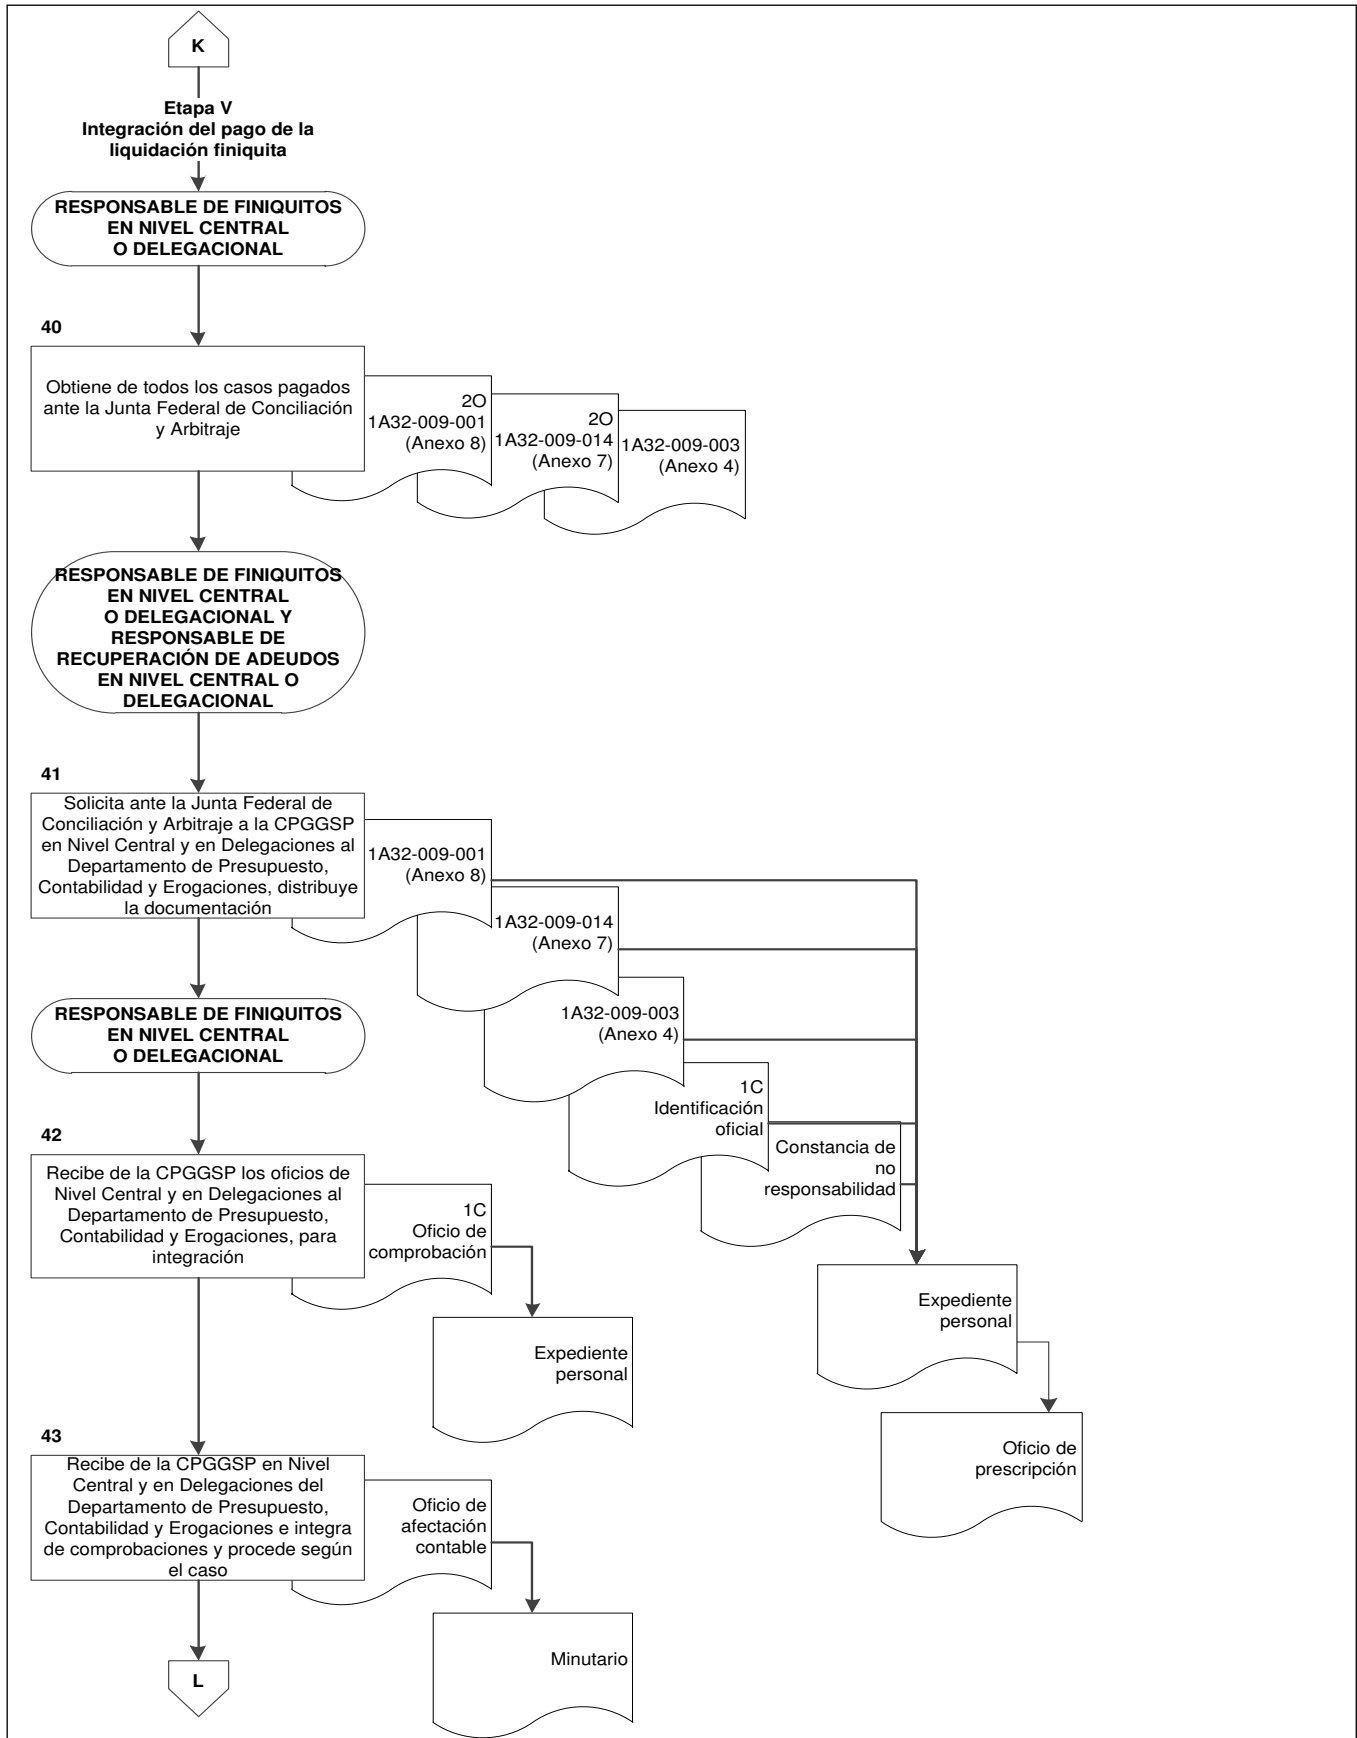 K
Etapa V
Integración del pago de la
liquidación finiquita
RESPONSABLE DE FINIQUITOS
EN NIVEL CENTRAL
O DELEGACIONAL
40
Obtiene de todos los casos pagados
ante la Junta Federal de Conciliación
y Arbitraje
2O
1A32-009-001
(Anexo 8)
2O
1A32-009-014
(Anexo 7)
1A32-009-003
(Anexo 4)
RESPONSABLE DE FINIQUITOS
EN NIVEL CENTRAL
O DELEGACIONAL Y
RESPONSABLE DE
RECUPERACIÓN DE ADEUDOS
EN NIVEL CENTRAL O
DELEGACIONAL
41
Solicita ante la Junta Federal de
Conciliación y Arbitraje a la CPGGSP
en Nivel Central y en Delegaciones al
Departamento de Presupuesto,
Contabilidad y Erogaciones, distribuye
la documentación
1A32-009-001
(Anexo 8)
1A32-009-014
(Anexo 7)
1A32-009-003
(Anexo 4)
1C
Identificación
oficial
Constancia de
no
responsabilidad
Expediente
personal
Oficio de
prescripción
RESPONSABLE DE FINIQUITOS
EN NIVEL CENTRAL
O DELEGACIONAL
42
Recibe de la CPGGSP los oficios de
Nivel Central y en Delegaciones al
Departamento de Presupuesto,
Contabilidad y Erogaciones, para
integración
1C
Oficio de
comprobación
Expediente
personal
43
Recibe de la CPGGSP en Nivel
Central y en Delegaciones del
Departamento de Presupuesto,
Contabilidad y Erogaciones e integra
de comprobaciones y procede según
el caso
Oficio de
afectación
contable
Minutario
L